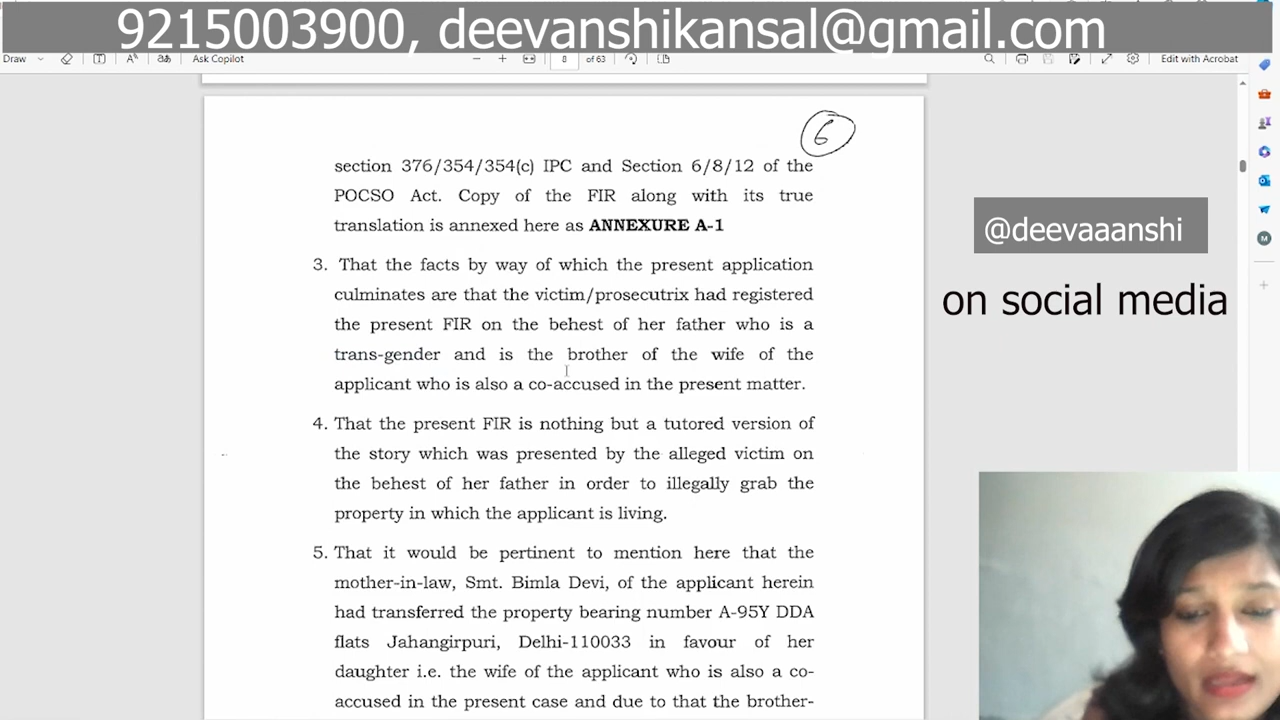 9215003900, deevanshikansal@gmail.com
Draw
Ask Copilot
8 of 63
Edit with Acrobat
6
section 376/354/354(c) IPC and Section 6/8/12 of the
POCSO Act. Copy of the FIR along with its true
translation is annexed here as ANNEXURE A-1
3. That the facts by way of which the present application
culminates are that the victim/prosecutrix had registered
the present FIR on the behest of her father who is a
trans-gender and is the brother of the wife of the
applicant who is also a co-accused in the present matter.
4. That the present FIR is nothing but a tutored version of
the story which was presented by the alleged victim on
the behest of her father in order to illegally grab the
property in which the applicant is living.
5. That it would be pertinent to mention here that the
mother-in-law, Smt. Bimla Devi, of the applicant herein
had transferred the property bearing number A-95Y DDA
flats Jahangirpuri, Delhi-110033 in favour of her
daughter i.e. the wife of the applicant who is also a co-
accused in the present case and due to that the brother-
@deevaaanshi
on social media